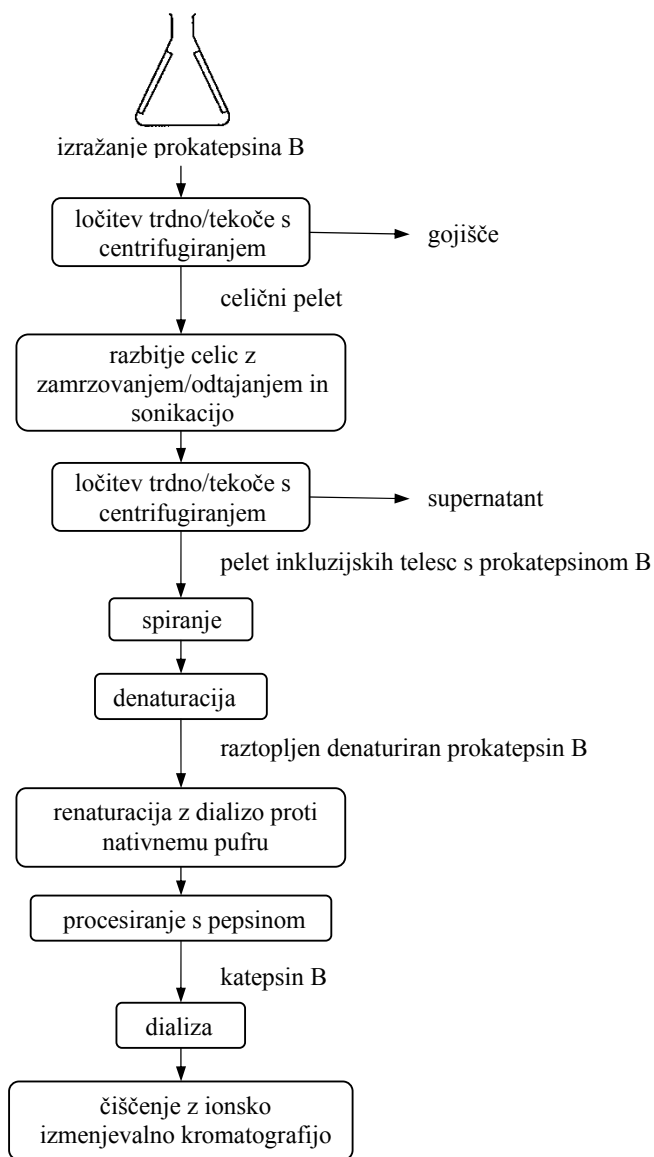 izražanje prokatepsina B
ločitev trdno/tekoče s
centrifugiranjem
gojišče
celični pelet
razbitje celic z
zamrzovanjem/odtajanjem in
sonikacijo
ločitev trdno/tekoče s
centrifugiranjem
supernatant
pelet inkluzijskih telesc s prokatepsinom B
spiranje
denaturacija
raztopljen denaturiran prokatepsin B
renaturacija z dializo proti
nativnemu pufru
procesiranje s pepsinom
katepsin B
dializa
čiščenje z ionsko
izmenjevalno kromatografijo